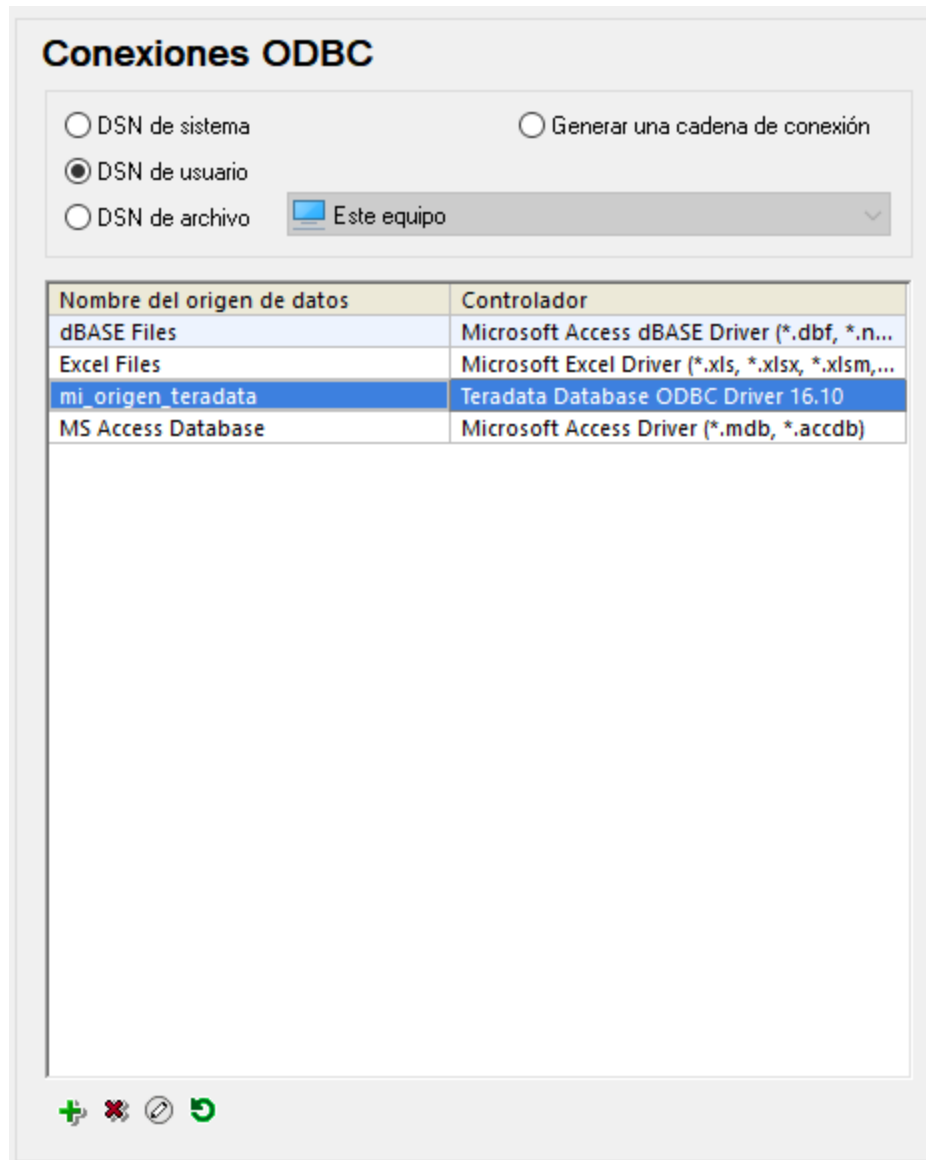 Conexiones ODBC
DSN de sistema
Generar una cadena de conexión
DSN de usuario
DSN de archivo
Este equipo
Nombre del origen de datos Controlador
dBASE Files Microsoft Access dBASE Driver (*.dbf, *.n...
Excel Files Microsoft Excel Driver (*.xls, *.xlsx, *.xlsm,...
mi_origen_teradata Teradata Database ODBC Driver 16.10
MS Access Database Microsoft Access Driver (*.mdb, *.accdb)